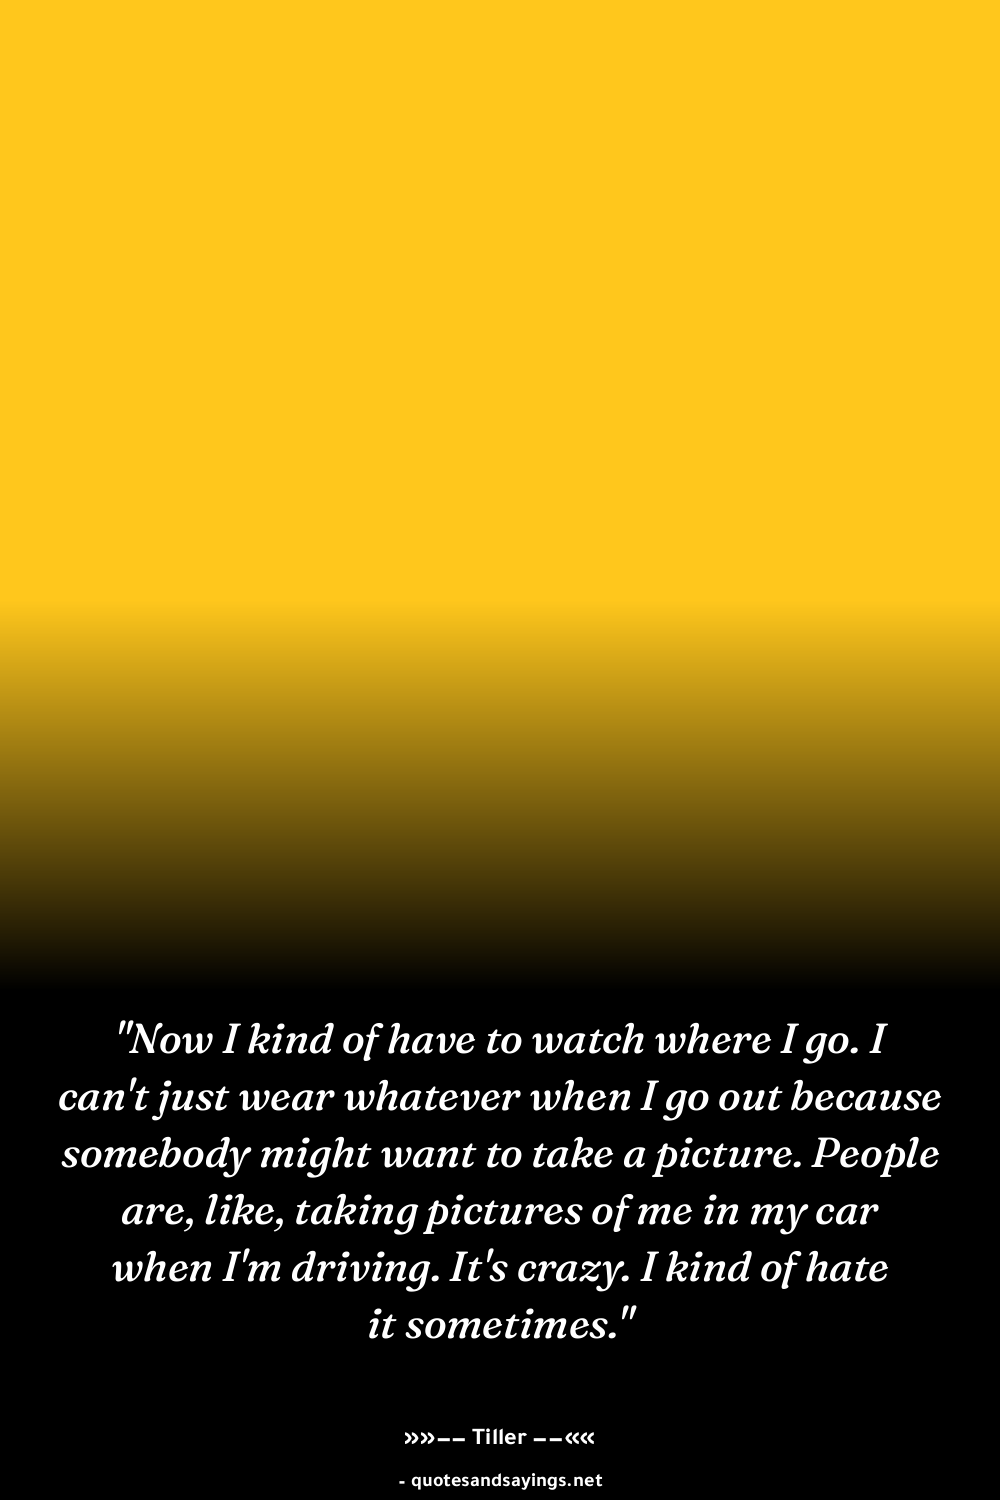 "Now I kind of have to watch where I go. I
can't just wear whatever when I go out because
somebody might want to take a picture. People
are, like, taking pictures of me in my car
when I'm driving. It's crazy. I kind of hate
it sometimes."
»»−− Tiller −−««
- quotesandsayings.net